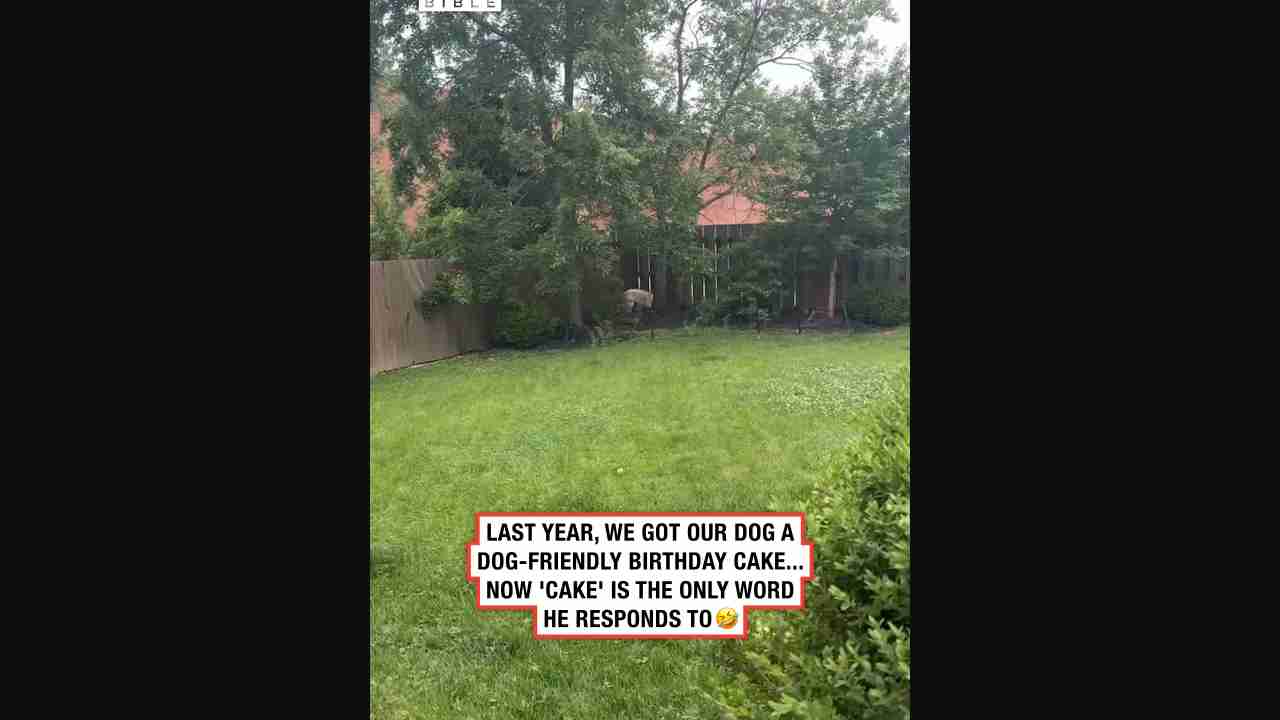 BIBLE
LAST YEAR, WE GOT OUR DOG A
DOG-FRIENDLY BIRTHDAY CAKE...
NOW 'CAKE' IS THE ONLY WORD
HE RESPONDS TO🤣